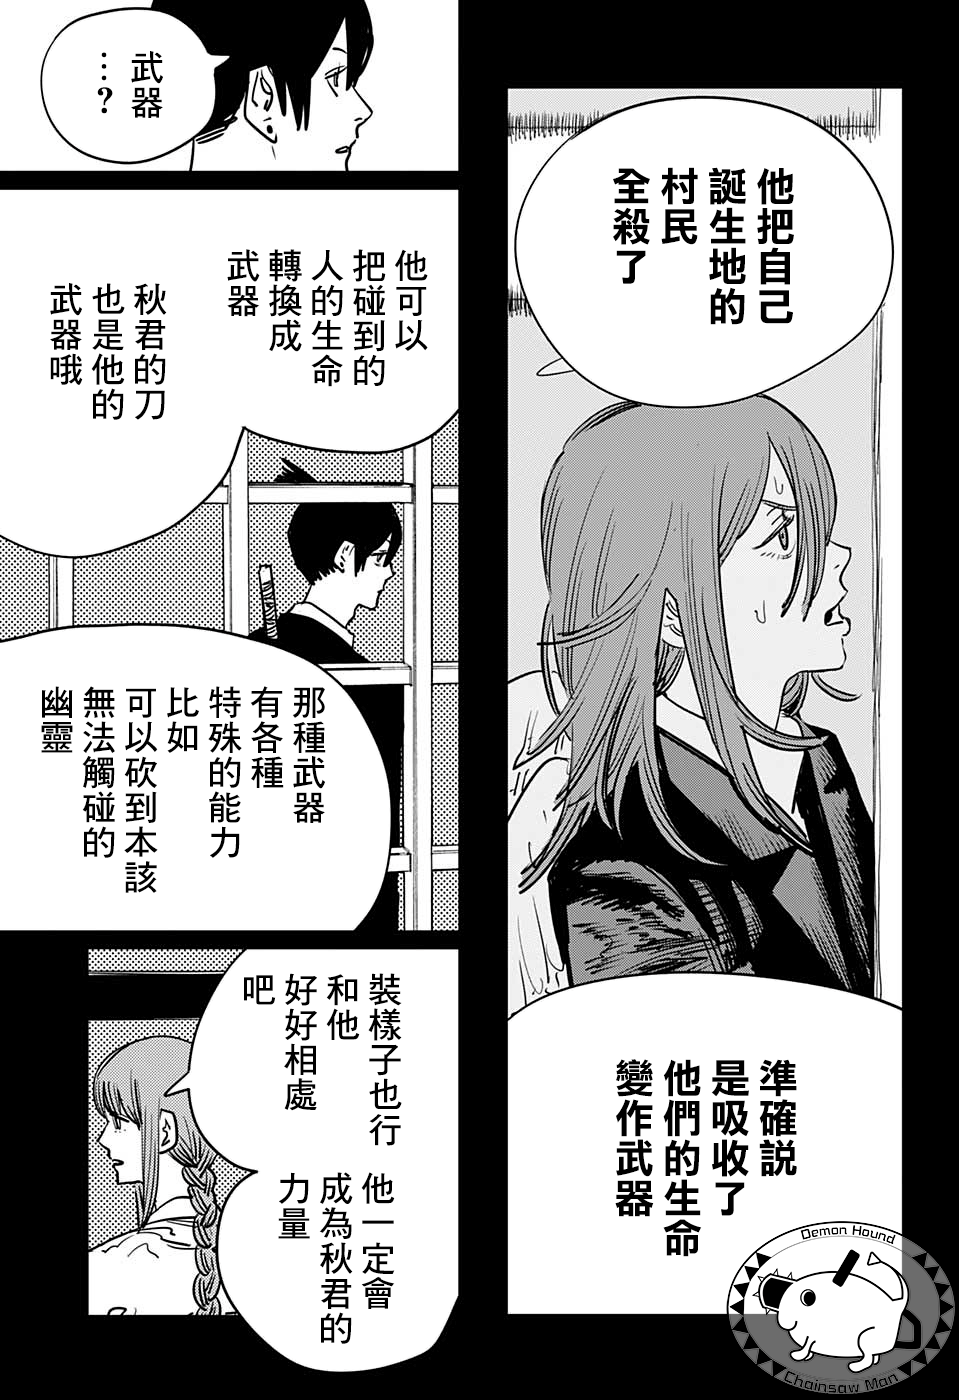 他把自己
誕生地的
村民
全殺了
準確說
是吸收了
他們的生命
變作武器
武器
…?
他可以
把碰到的
人的生命
轉換成
武器
秋君的刀
也是他的
武器哦
那種武器
有各種
特殊的能力
比如
可以砍到本該
無法觸碰的
幽靈
裝樣子也行
和他
好好相處
吧
他一定會
成為秋君的
力量
Demon Hound
Chainsaw Man